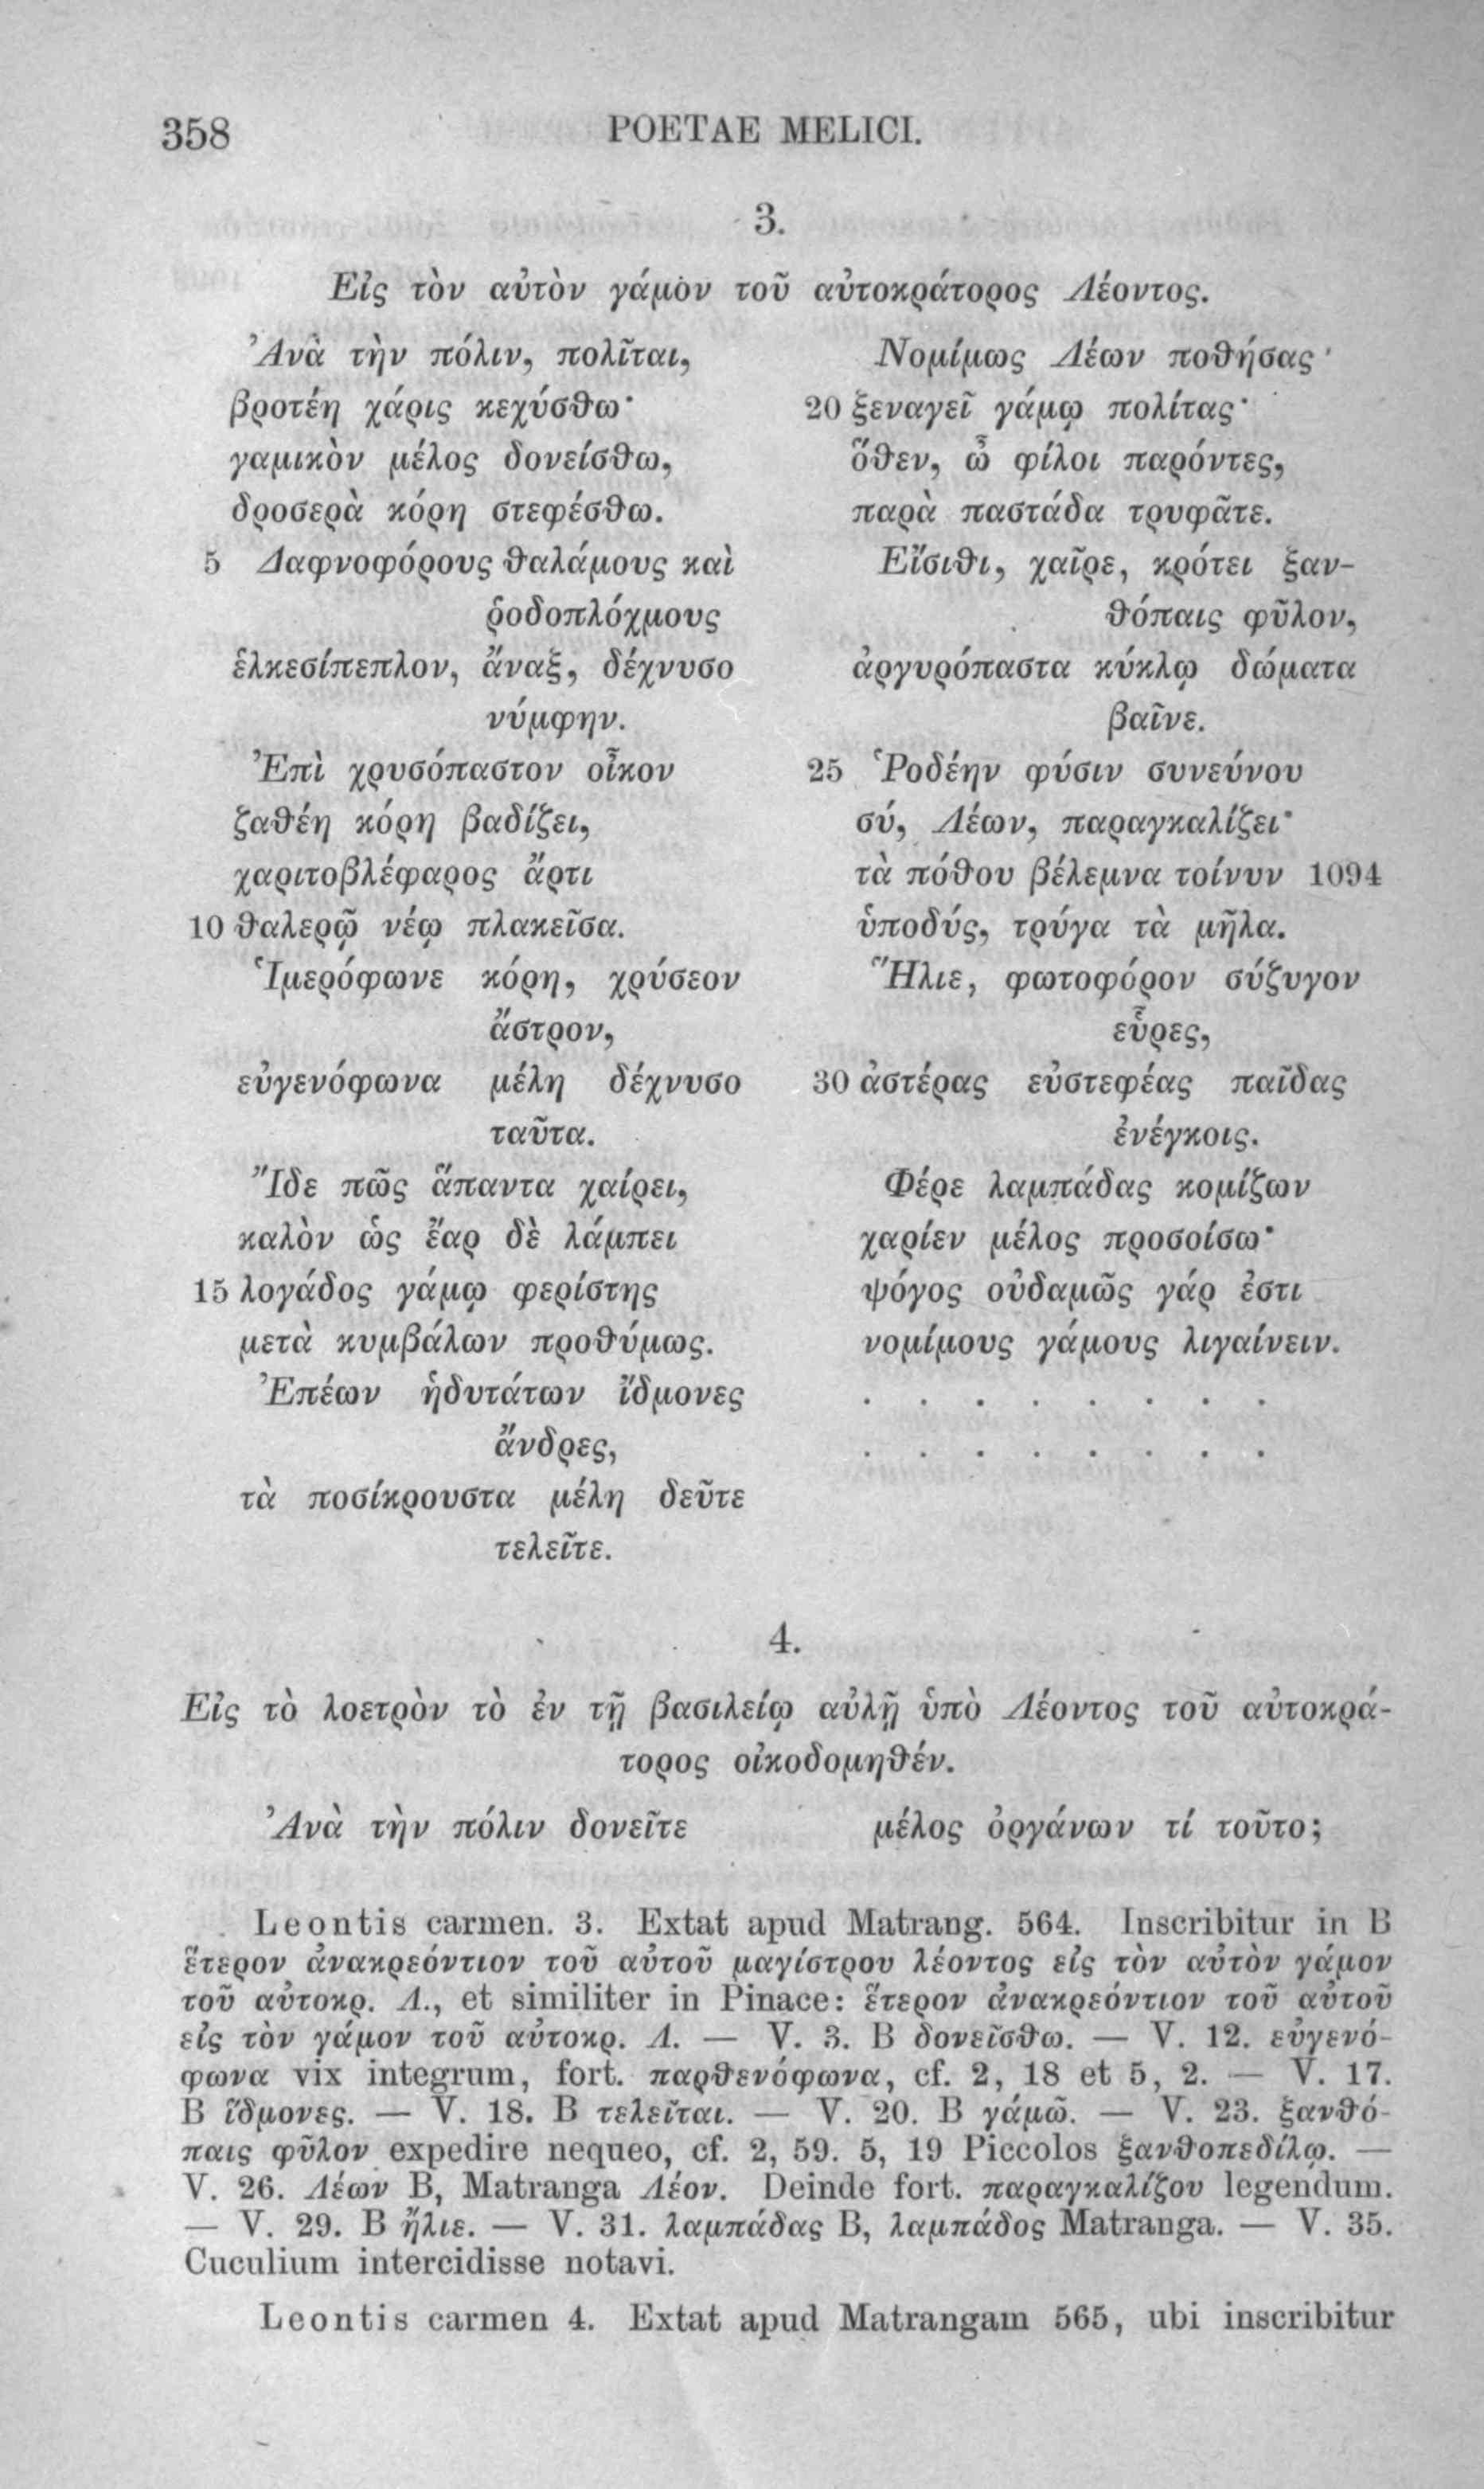 358
POETAE MELICI.
3.
Εἰς τὸν αὐτὸν γάμον τοῦ αὐτοκράτορος Λέοντος.
Ἀνὰ τὴν πόλιν, πολῖται,
βροτέη χάρις κεχύσθω·
γαμικὸν μέλος δονείσθω,
δροσερὰ κόρη στεφέσθω.
5 Δαφνοφόρους θαλάμους καὶ
ῥοδοπλόχμους
ἑλκεσίπεπλον, ἄναξ, δέχνυσο
νύμφην.
Ἐπὶ χρυσόπαστον οἶκον
ζαθέη κόρη βαδίζει,
χαριτοβλέφαρος ἄρτι
10 θαλερῷ νέῳ πλακεῖσα.
Ἱμερόφωνε κόρη, χρύσεον
ἄστρον,
εὐγενόφωνα μέλη δέχνυσο
ταῦτα.
Ἴδε πῶς ἅπαντα χαίρει,
καλὸν ὡς ἔαρ δὲ λάμπει
15 λογάδος γάμῳ φερίστης
μετὰ κυμβάλων προθύμως.
Ἐπέων ἡδυτάτων ἴδμονες
ἄνδρες,
τὰ ποσίκρουστα μέλη δεῦτε
τελεῖτε.
Νομίμως Λέων ποθήσας
20 ξεναγεῖ γάμῳ πολίτας·
ὅθεν, ὦ φίλοι παρόντες,
παρὰ παστάδα τρυφᾶτε.
Εἴσιθι, χαῖρε, κρότει ξαν-
θόπαις φῦλον,
ἀργυρόπαστα κύκλῳ δώματα
βαῖνε.
25 Ῥοδέην φύσιν συνεύνου
σύ, Λέων, παραγκαλίζει·
τὰ πόθου βέλεμνα τοίνυν 1094
ὑποδύς, τρύγα τὰ μῆλα.
Ἥλιε, φωτοφόρον σύζυγον
εὗρες,
30 ἀστέρας εὐστεφέας παῖδας
ἐνέγκοις.
Φέρε λαμπάδας κομίζων
χαρίεν μέλος προσοίσω·
ψόγος οὐδαμῶς γάρ ἐστι
νομίμους γάμους λιγαίνειν.
. . . . . . . .
. . . . . . . .
4.
Εἰς τὸ λοετρὸν τὸ ἐν τῇ βασιλείῳ αὐλῇ ὑπὸ Λέοντος τοῦ αὐτοκρά-
τορος οἰκοδομηθέν.
Ἀνὰ τὴν πόλιν δονεῖτε
μέλος ὀργάνων τί τοῦτο;
Leontis carmen. 3. Extat apud Matrang. 564. Inscribitur in B
ἕτερον ἀνακρεόντιον τοῦ αὐτοῦ μαγίστρου λέοντος εἰς τὸν αὐτὸν γάμον
τοῦ αὐτοκρ. Λ., et similiter in Pinace: ἕτερον ἀνακρεόντιον τοῦ αὐτοῦ
εἰς τὸν γάμον τοῦ αὐτοκρ. Λ. — V. 3. B δονεῖσθω. — V. 12. εὐγενό-
φωνα vix integrum, fort. παρθενόφωνα, cf. 2, 18 et 5, 2. — V. 17.
B ἴδμονες. — V. 18. B τελεῖται. — V. 20. B γάμῶ. — V. 23. ξανθό-
παις φῦλον expedire nequeo, cf. 2, 59. 5, 19 Piccolos ξανθοπεδίλῳ. —
V. 26. Λέων B, Matranga Λέον. Deinde fort. παραγκαλίζου legendum.
— V. 29. B ἥλιε. — V. 31. λαμπάδας B, λαμπάδος Matranga. — V. 35.
Cuculium intercidisse notavi.
Leontis carmen 4. Extat apud Matrangam 565, ubi inscribitur